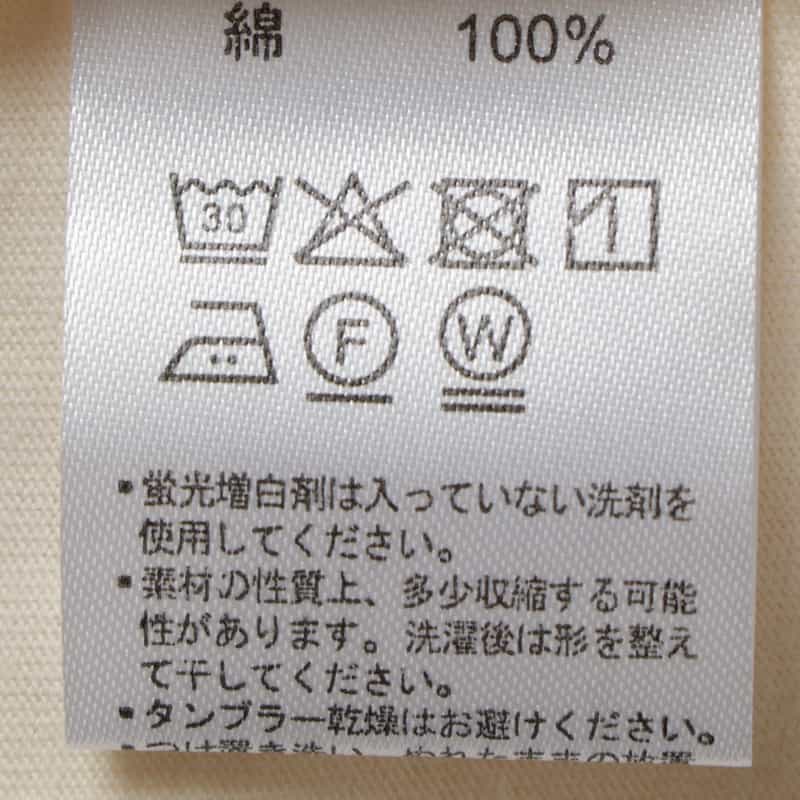 綿 100%
30
F W
・蛍光増白剤は入っていない洗剤を
使用してください。
・素材の性質上、多少収縮する可能
性があります。洗濯後は形を整え
て干してください。
・タンブラー乾燥はお避けください。